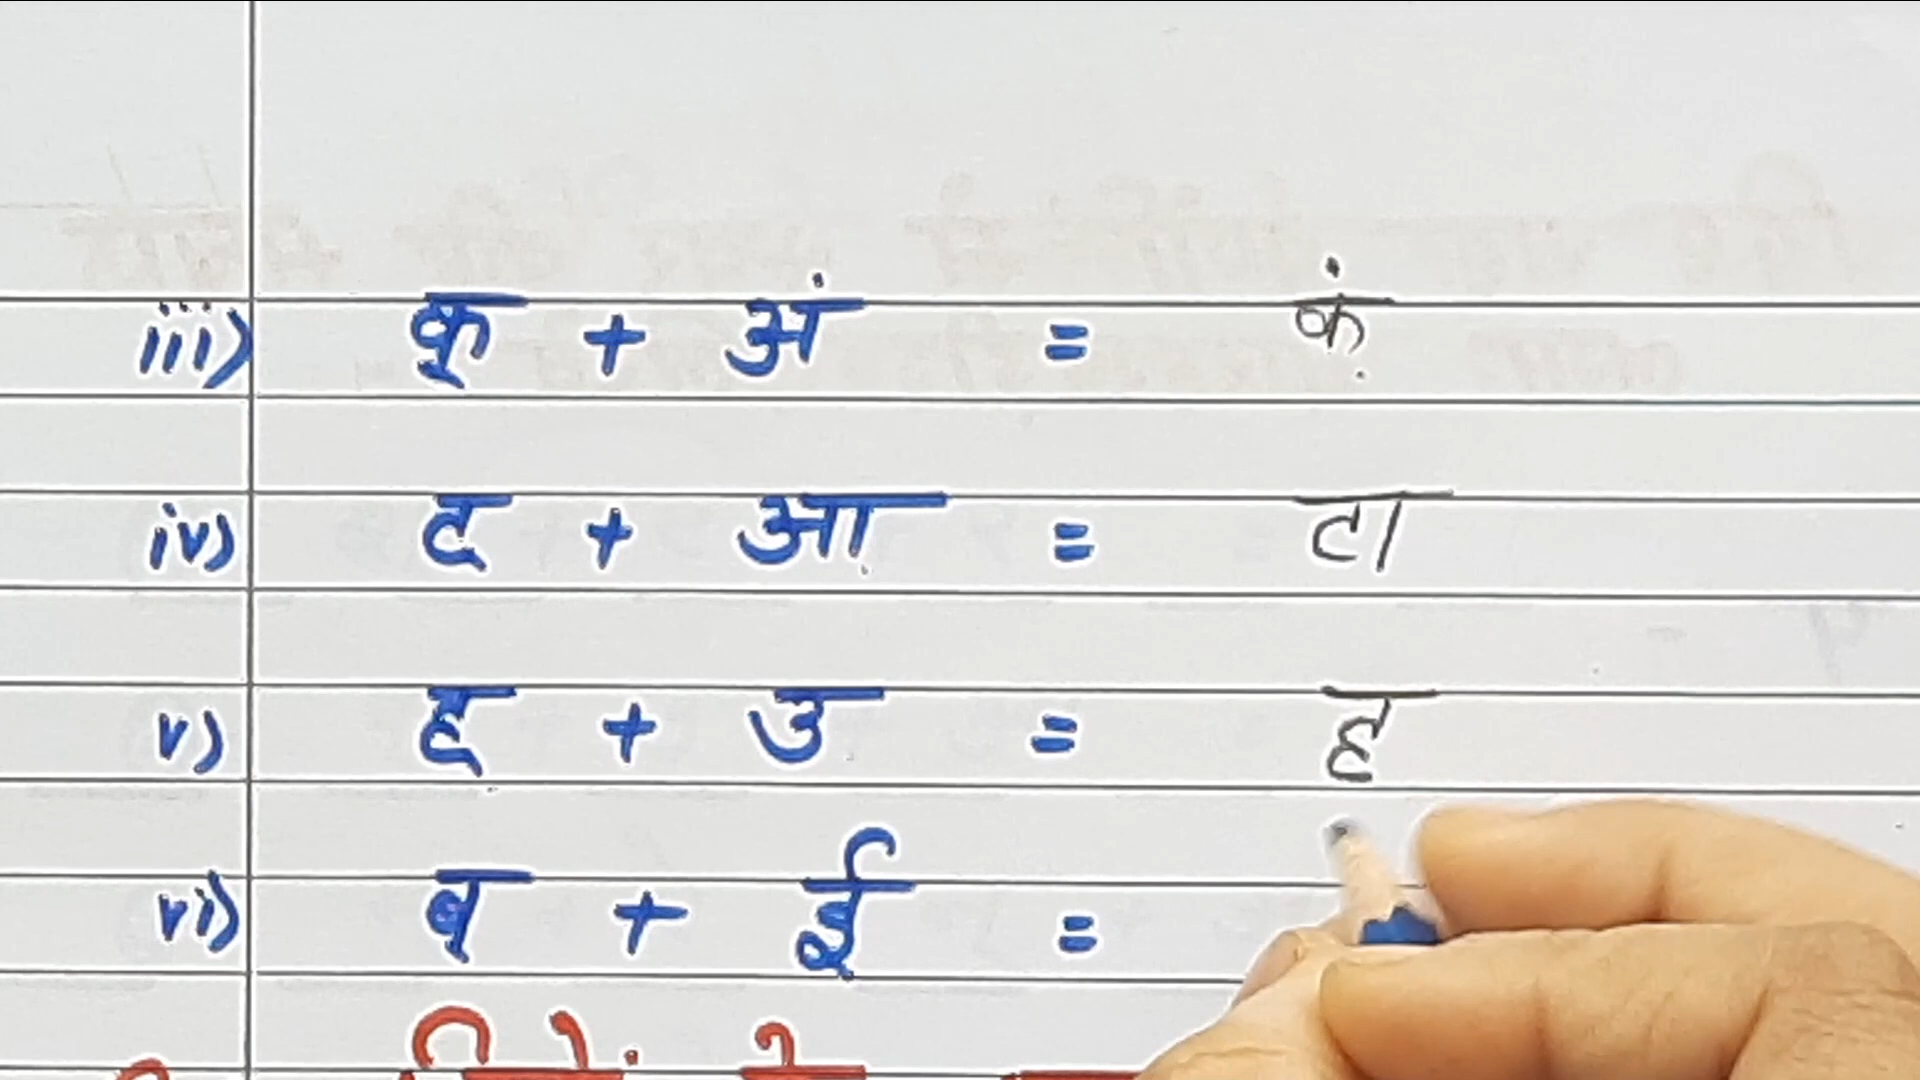 iii) क् + अं = कं
iv) ट् + आ = टा
v) ह् + उ = ह
vi) ब् + ई =